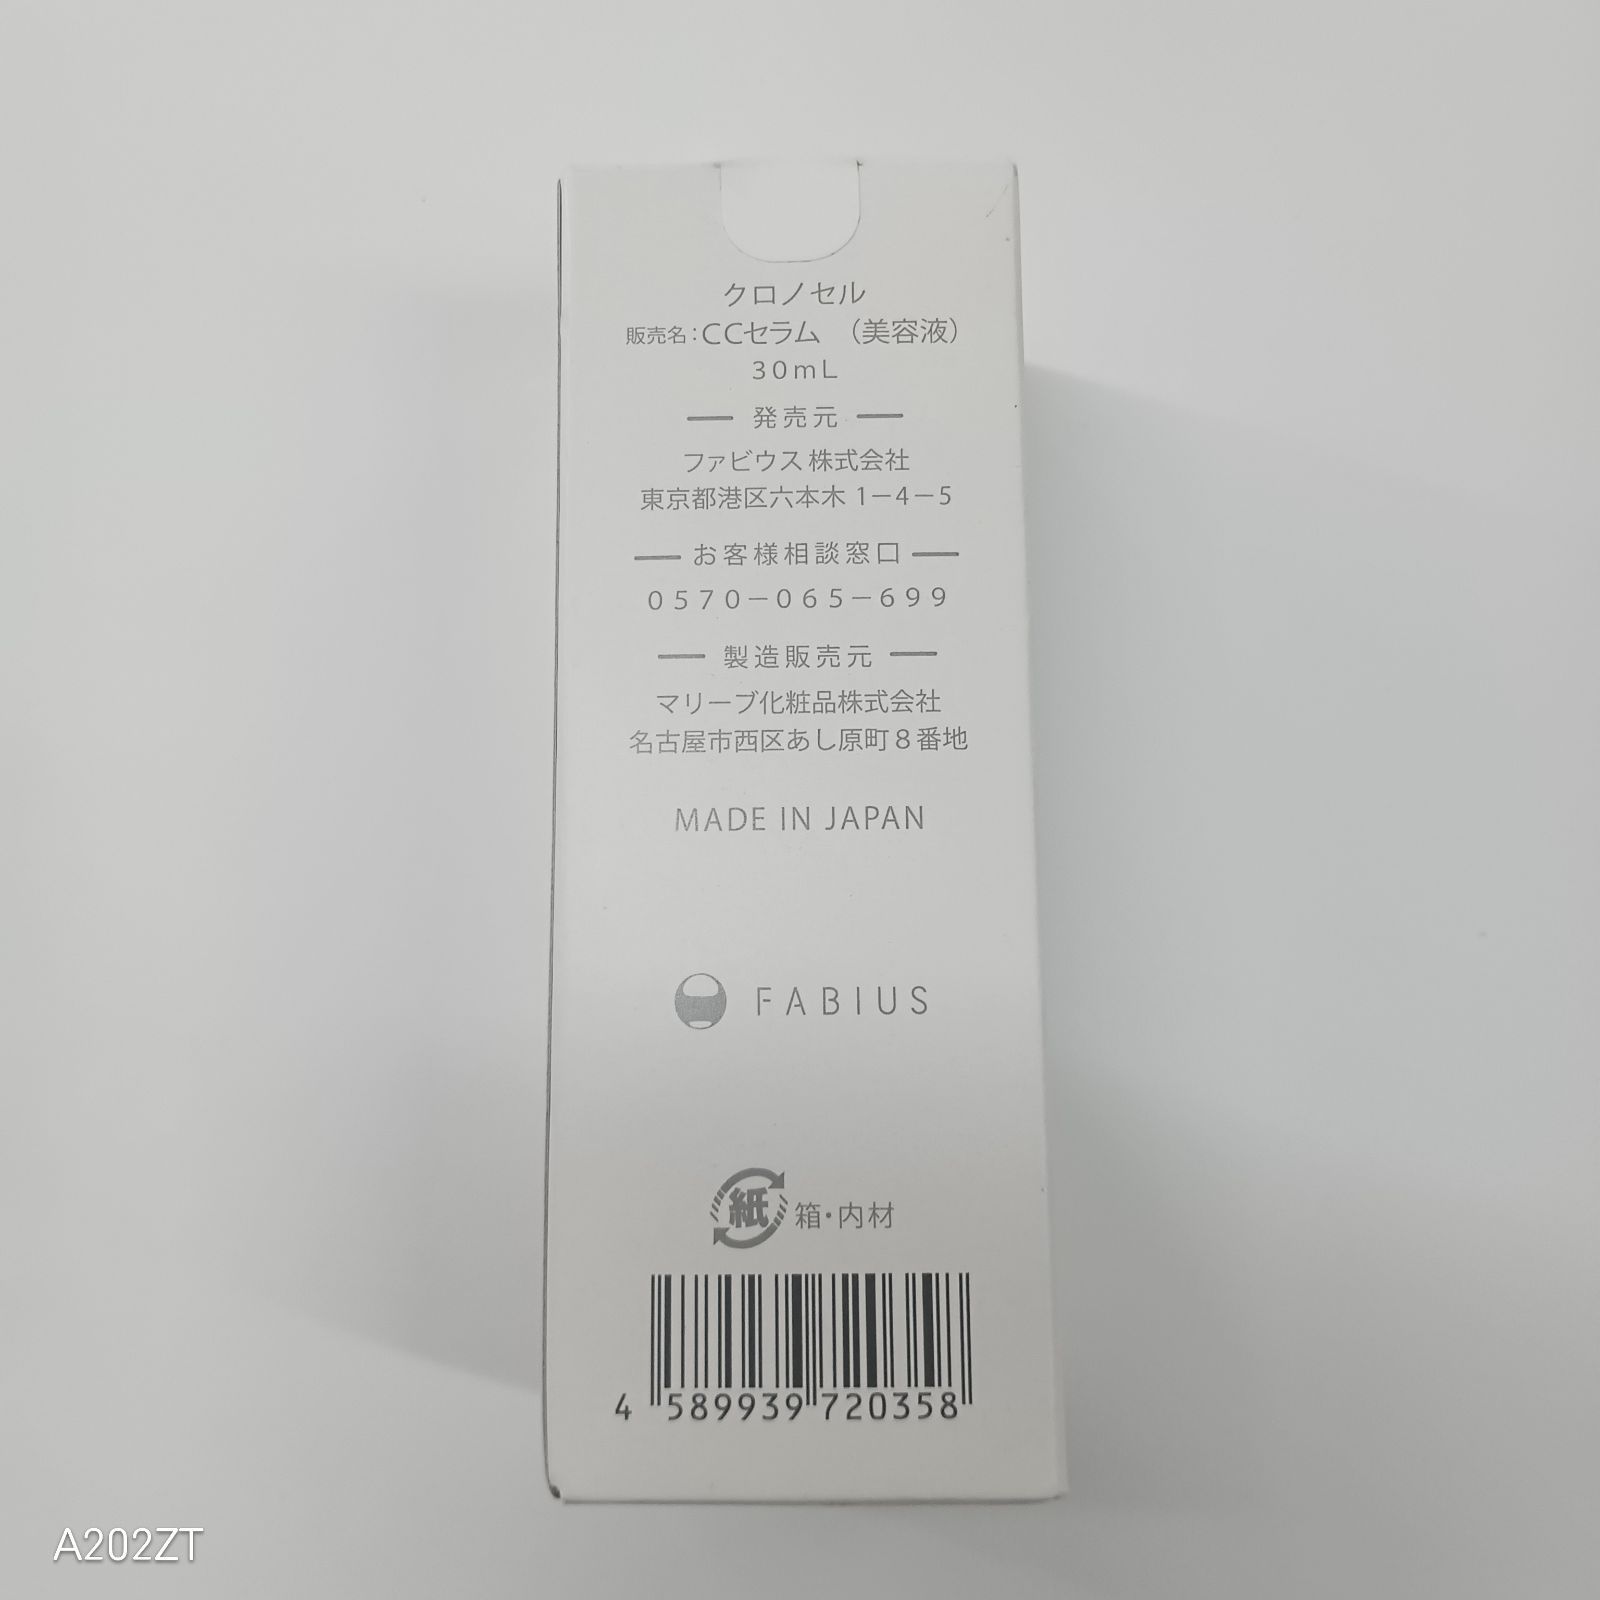 クロノセル
販売名:CCセラム （美容液）
30mL
発売元
ファビウス 株式会社
東京都港区六本木 1－4－5
お客様相談窓口
0570－065－699
製造販売元
マリーブ化粧品株式会社
名古屋市西区あし原町８番地
MADE IN JAPAN
FABIUS
紙 箱・内材
4 589939 720358
A202ZT